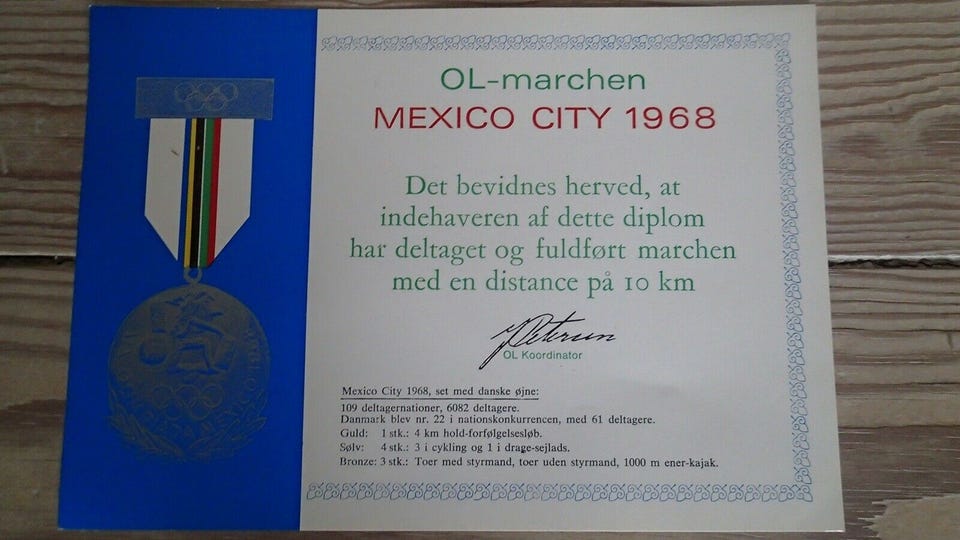 OL-marchen
MEXICO CITY 1968
Det bevidnes herved, at
indehaveren af dette diplom
har deltaget og fuldført marchen
med en distance på 10 km
OL Koordinator
Mexico City 1968, set med danske øjne:
109 deltagernationer, 6082 deltagere.
Danmark blev nr. 22 i nationskonkurrencen, med 61 deltagere.
Guld: 1 stk.: 4 km hold-forfølgelsesløb.
Sølv: 4 stk.: 3 i cykling og 1 i drage-sejlads.
Bronze: 3 stk.: Toer med styrmand, toer uden styrmand, 1000 m ener-kajak.